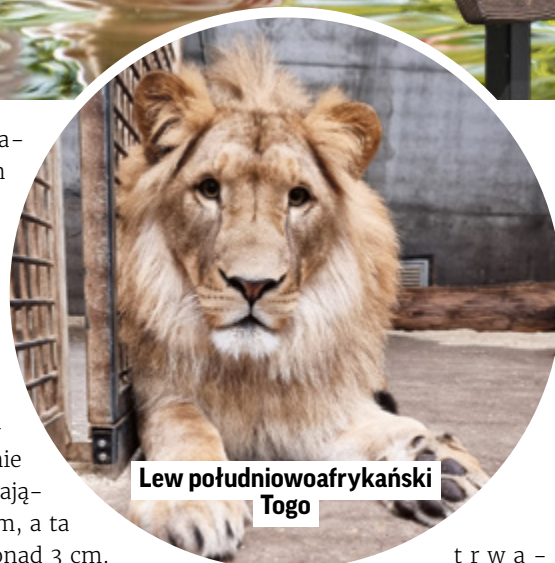 a-
Lew południowoafrykański
Togo
nie
ają-
m, a ta
onad 3 cm.
t r w a -